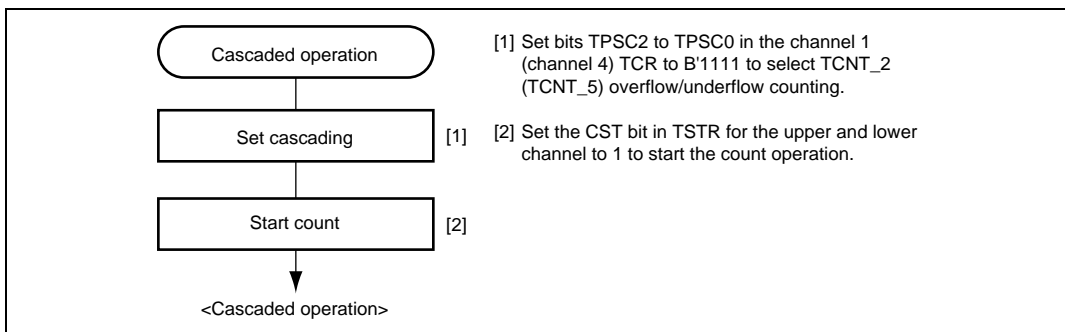 Cascaded operation
Set cascading
[1]
Start count
[2]
<Cascaded operation>
[1] Set bits TPSC2 to TPSC0 in the channel 1
(channel 4) TCR to B'1111 to select TCNT_2
(TCNT_5) overflow/underflow counting.
[2] Set the CST bit in TSTR for the upper and lower
channel to 1 to start the count operation.